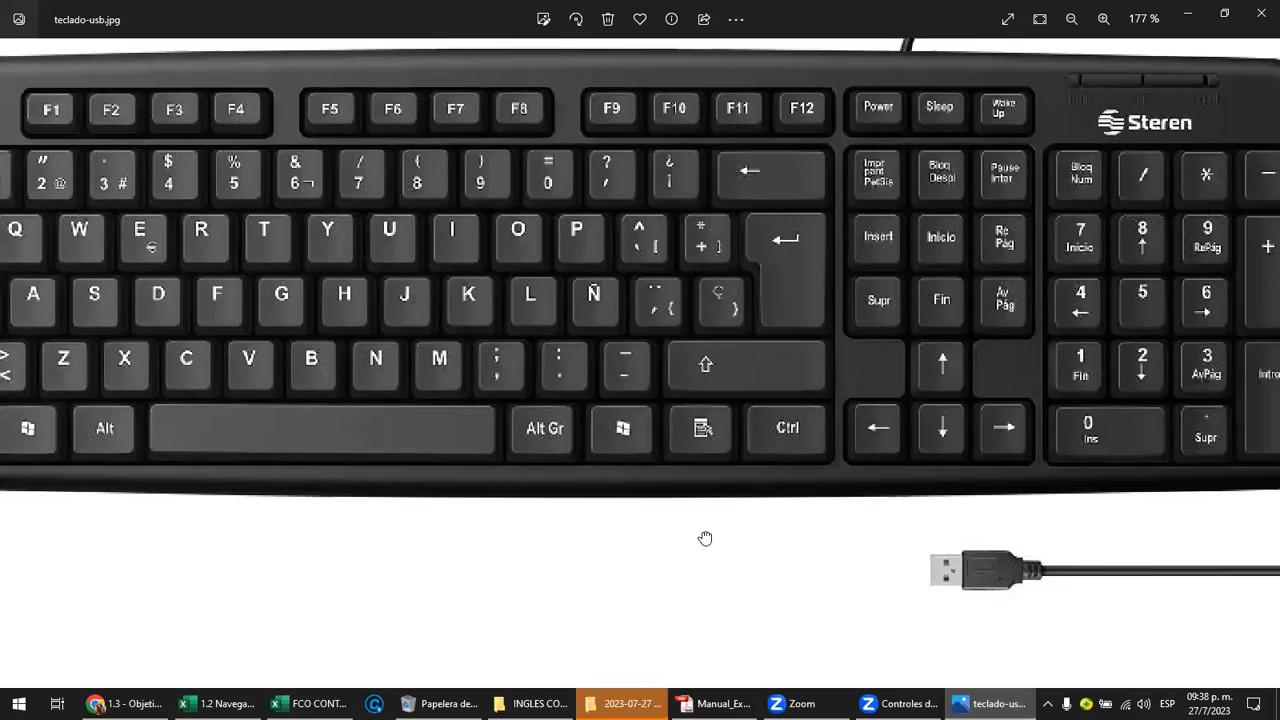 teclado-usb.jpg
177 %
F1 F2 F3 F4 F5 F6 F7 F8 F9 F10 F11 F12 Power Sleep Wake Up
Steren
" · $ % & / ( ) = ? ¿
2 @ 3 # 4 5 6 ¬ 7 8 9 0 ' ¡
Impr pant PetSis
Bloq Despl
Pausa Inter
Bloq Num / * -
Q W E € R T Y U I O P ^ ` [ * + ]
Insert Inicio Re Pág
7 Inicio 8 ↑ 9 RePág +
A S D F G H J K L Ñ ¨ ´ { Ç }
Supr Fin Av Pág
4 ← 5 6 →
> < Z X C V B N M ; , : . _ -
↑
1 Fin 2 ↓ 3 AvPág Intro
Alt Alt Gr Ctrl ← ↓ →
0 Ins . Supr
1.3 - Objeti...
1.2 Navega...
FCO CONT...
Papelera de...
INGLES CO...
2023-07-27 ...
Manual_Ex...
Zoom
Controles d...
teclado-us...
ESP
09:38 p. m.
27/7/2023